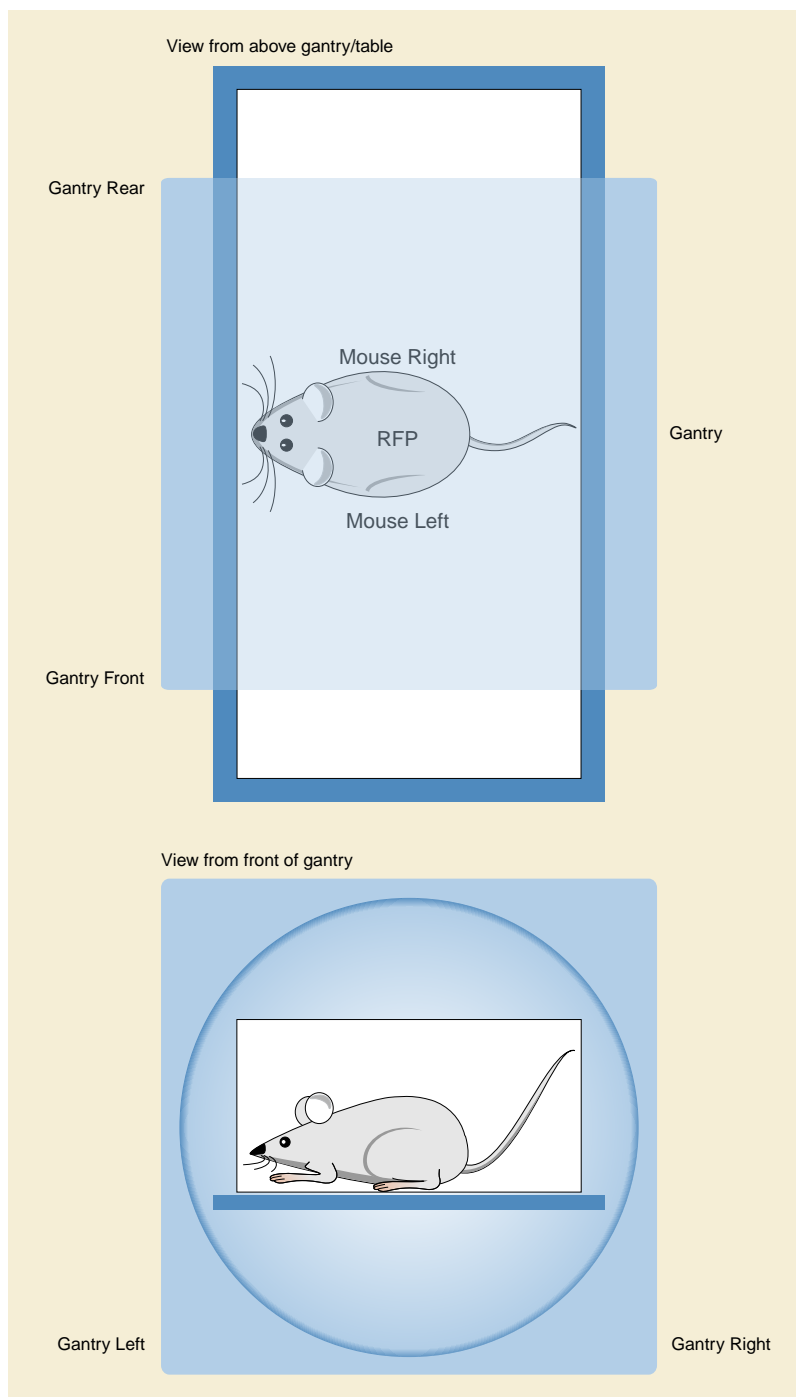 View from above gantry/table
Gantry Rear
Mouse Right
Gantry
RFP
Mouse Left
Gantry Front
View from front of gantry
Gantry Left
Gantry Right